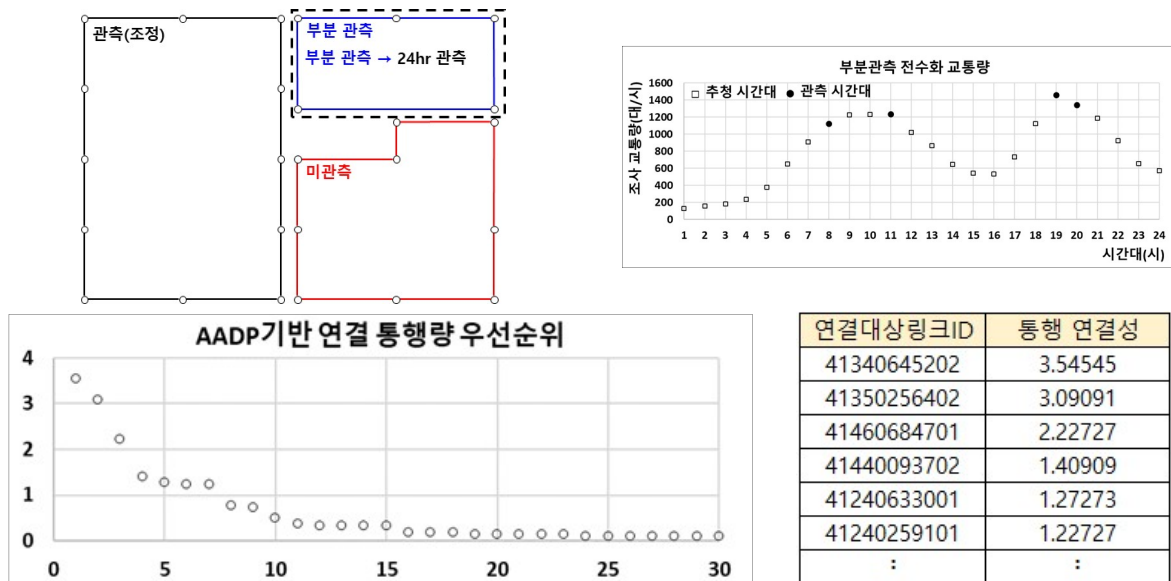 관측(조정)
부분 관측
부분 관측 → 24hr 관측
미관측
부분관측 전수화 교통량
추청 시간대 관측 시간대
조사 교통량(대/시)
1600
1400
1200
1000
800
600
400
200
0
1 2 3 4 5 6 7 8 9 10 11 12 13 14 15 16 17 18 19 20 21 22 23 24
시간대(시)
AADP기반 연결 통행량 우선순위
4
3
2
1
0
0 5 10 15 20 25 30
연결대상링크ID 통행 연결성
41340645202 3.54545
41350256402 3.09091
41460684701 2.22727
41440093702 1.40909
41240633001 1.27273
41240259101 1.22727
: :